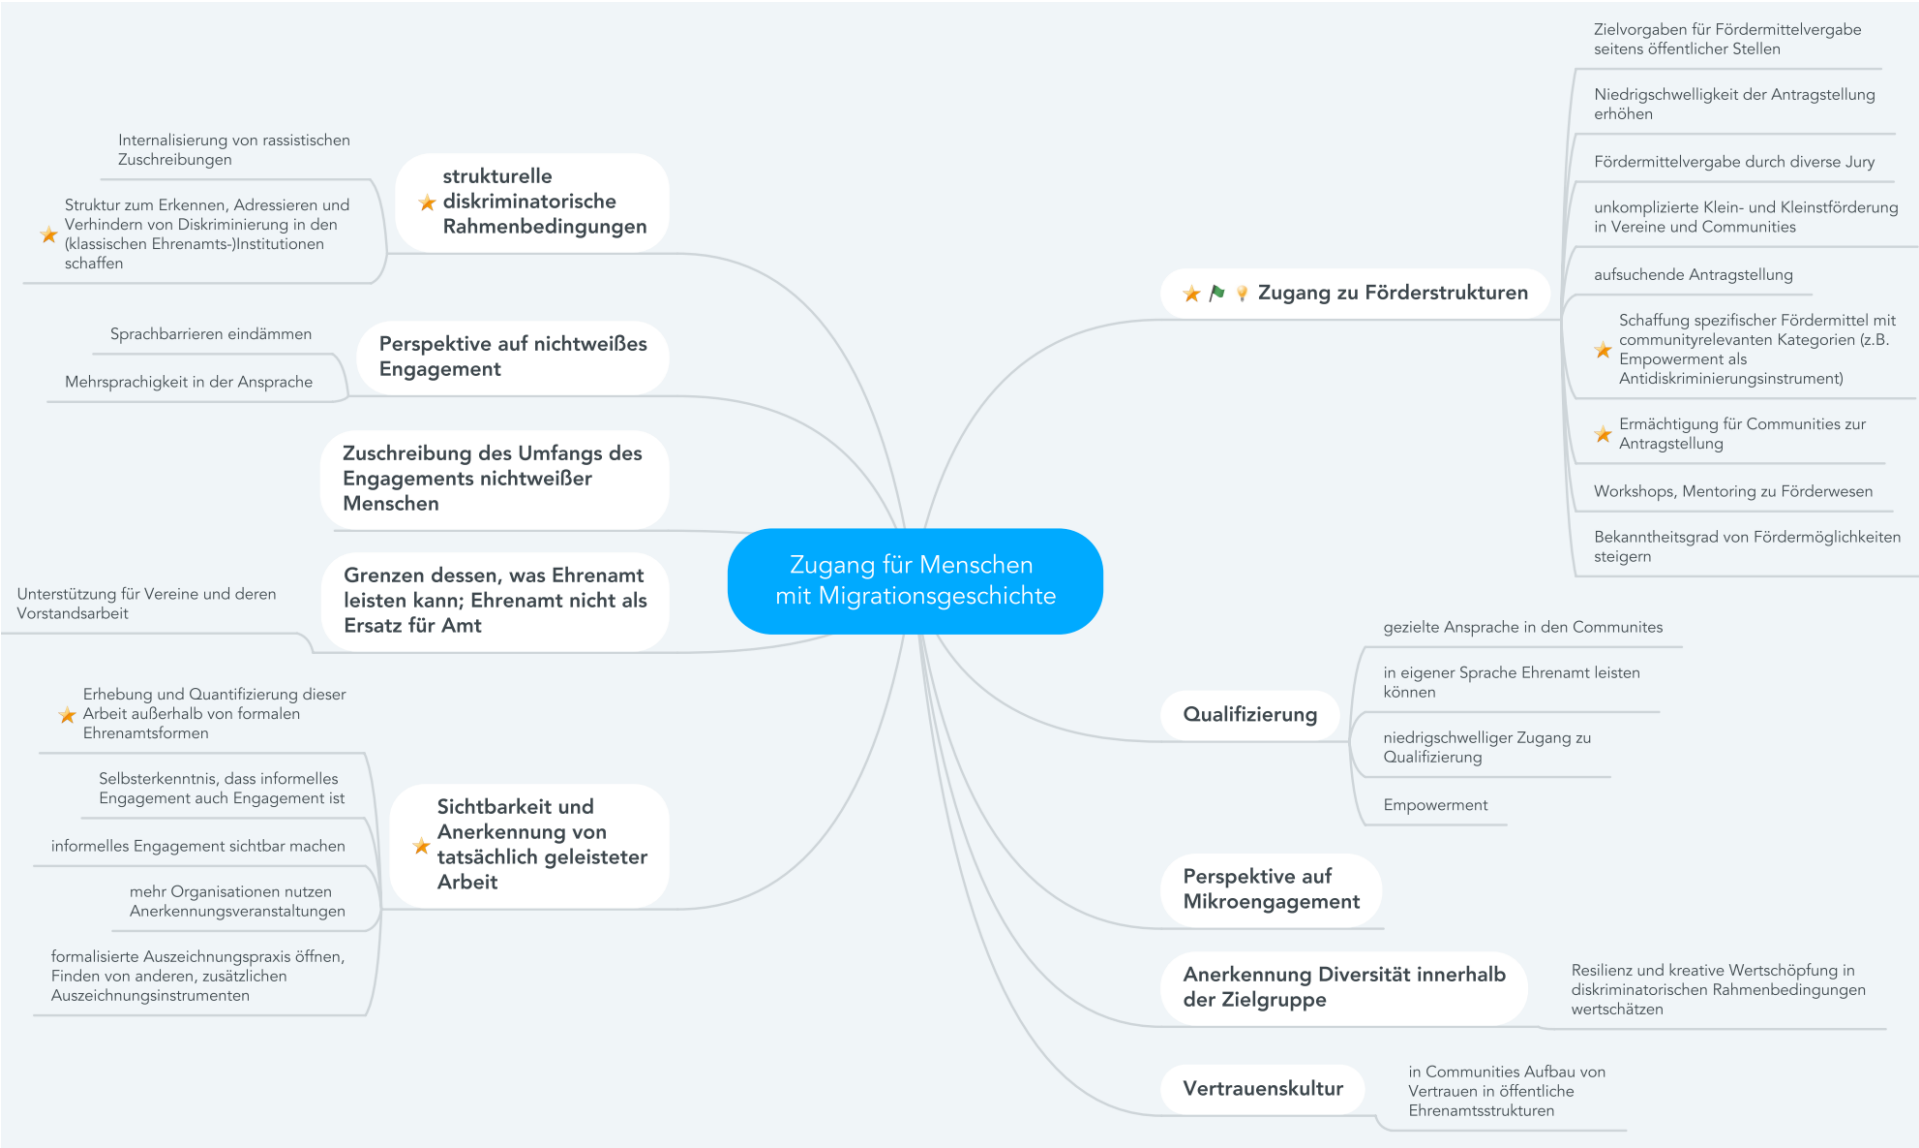 Zugang für Menschen
mit Migrationsgeschichte
Zugang zu Förderstrukturen
Zielvorgaben für Fördermittelvergabe
seitens öffentlicher Stellen
Niedrigschwelligkeit der Antragstellung
erhöhen
Fördermittelvergabe durch diverse Jury
unkomplizierte Klein- und Kleinstförderung
in Vereine und Communities
aufsuchende Antragstellung
Schaffung spezifischer Fördermittel mit
communityrelevanten Kategorien (z.B.
Empowerment als
Antidiskriminierungsinstrument)
Ermächtigung für Communities zur
Antragstellung
Workshops, Mentoring zu Förderwesen
Bekanntheitsgrad von Fördermöglichkeiten
steigern
Qualifizierung
gezielte Ansprache in den Communites
in eigener Sprache Ehrenamt leisten
können
niedrigschwelliger Zugang zu
Qualifizierung
Empowerment
Perspektive auf
Mikroengagement
Anerkennung Diversität innerhalb
der Zielgruppe
Resilienz und kreative Wertschöpfung in
diskriminatorischen Rahmenbedingungen
wertschätzen
Vertrauenskultur
in Communities Aufbau von
Vertrauen in öffentliche
Ehrenamtsstrukturen
strukturelle
diskriminatorische
Rahmenbedingungen
Internalisierung von rassistischen
Zuschreibungen
Struktur zum Erkennen, Adressieren und
Verhindern von Diskriminierung in den
(klassischen Ehrenamts-)Institutionen
schaffen
Perspektive auf nichtweißes
Engagement
Sprachbarrieren eindämmen
Mehrsprachigkeit in der Ansprache
Zuschreibung des Umfangs des
Engagements nichtweißer
Menschen
Grenzen dessen, was Ehrenamt
leisten kann; Ehrenamt nicht als
Ersatz für Amt
Unterstützung für Vereine und deren
Vorstandsarbeit
Sichtbarkeit und
Anerkennung von
tatsächlich geleisteter
Arbeit
Erhebung und Quantifizierung dieser
Arbeit außerhalb von formalen
Ehrenamtsformen
Selbsterkenntnis, dass informelles
Engagement auch Engagement ist
informelles Engagement sichtbar machen
mehr Organisationen nutzen
Anerkennungsveranstaltungen
formalisierte Auszeichnungspraxis öffnen,
Finden von anderen, zusätzlichen
Auszeichnungsinstrumenten